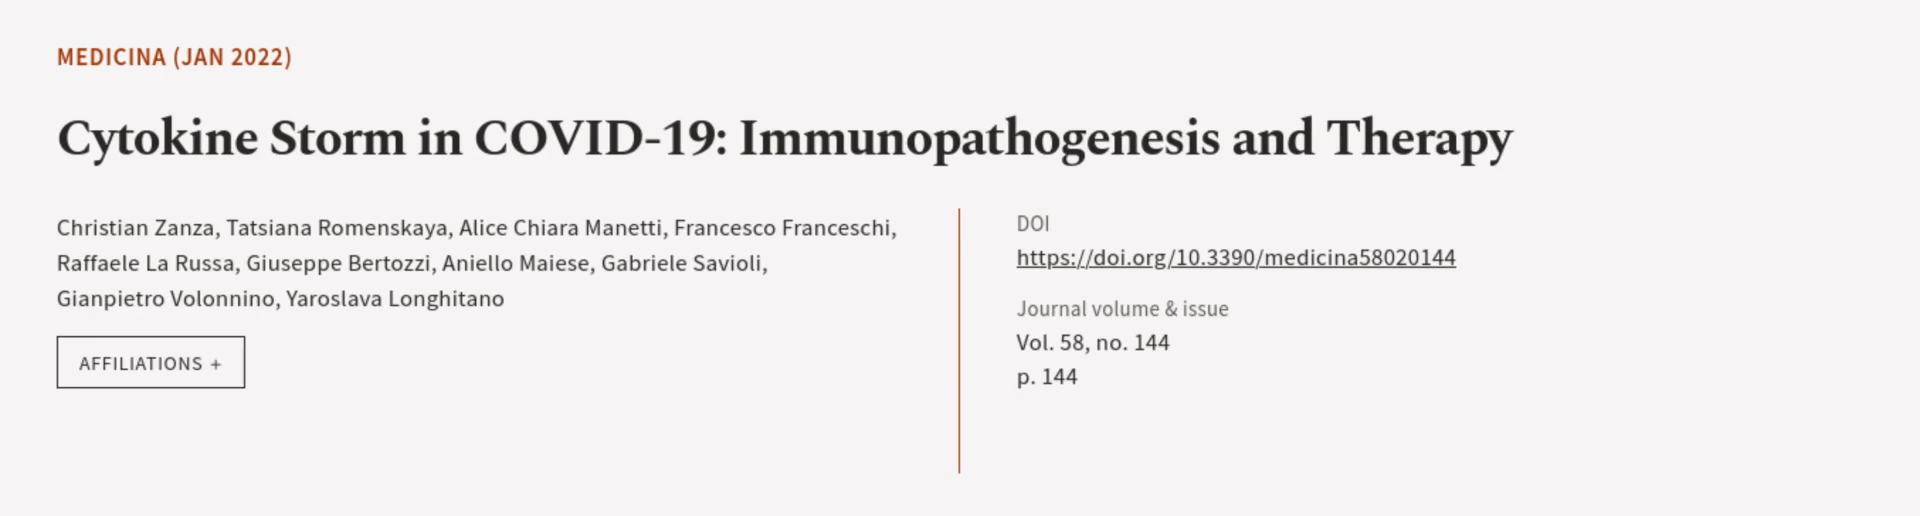 MEDICINA (JAN 2022)
Cytokine Storm in COVID-19: Immunopathogenesis and Therapy
Christian Zanza, Tatsiana Romenskaya, Alice Chiara Manetti, Francesco Franceschi,
Raffaele La Russa, Giuseppe Bertozzi, Aniello Maiese, Gabriele Savioli,
Gianpietro Volonnino, Yaroslava Longhitano
AFFILIATIONS +
DOI
https://doi.org/10.3390/medicina58020144
Journal volume & issue
Vol. 58, no. 144
p. 144